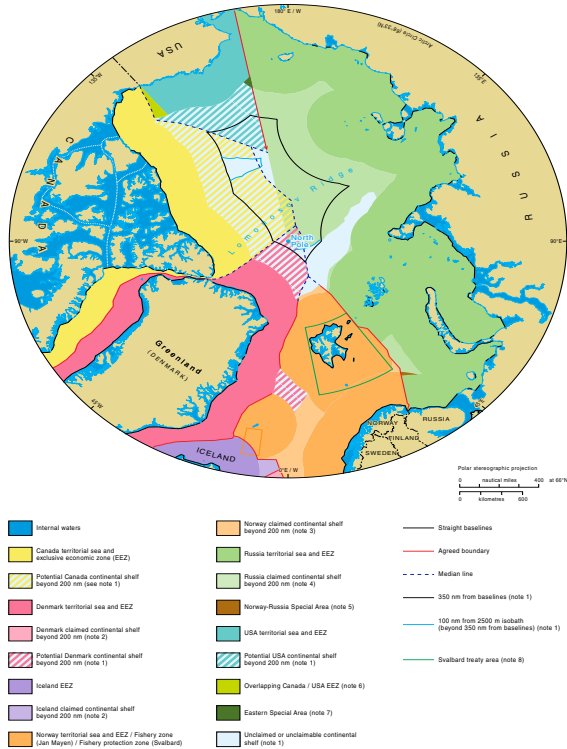 180° E / W
Arctic Circle (66°33'N)
USA
135°W
135°E
CANADA
RUSSIA
Lomonosov Ridge
North
Pole
90°W
90°E
Greenland
(DENMARK)
45°W
NORWAY
RUSSIA
FINLAND
SWEDEN
ICELAND
0°E / W
Polar stereographic projection
0 nautical miles 400 at 66°N
0 kilometres 600
Internal waters
Canada territorial sea and
exclusive economic zone (EEZ)
Potential Canada continental shelf
beyond 200 nm (see note 1)
Denmark territorial sea and EEZ
Denmark claimed continental shelf
beyond 200 nm (note 2)
Potential Denmark continental shelf
beyond 200 nm (note 1)
Iceland EEZ
Iceland claimed continental shelf
beyond 200 nm (note 2)
Norway territorial sea and EEZ / Fishery zone
(Jan Mayen) / Fishery protection zone (Svalbard)
Norway claimed continental shelf
beyond 200 nm (note 3)
Russia territorial sea and EEZ
Russia claimed continental shelf
beyond 200 nm (note 4)
Norway-Russia Special Area (note 5)
USA territorial sea and EEZ
Potential USA continental shelf
beyond 200 nm (note 1)
Overlapping Canada / USA EEZ (note 6)
Eastern Special Area (note 7)
Unclaimed or unclaimable continental
shelf (note 1)
Straight baselines
Agreed boundary
Median line
350 nm from baselines (note 1)
100 nm from 2500 m isobath
(beyond 350 nm from baselines) (note 1)
Svalbard treaty area (note 8)